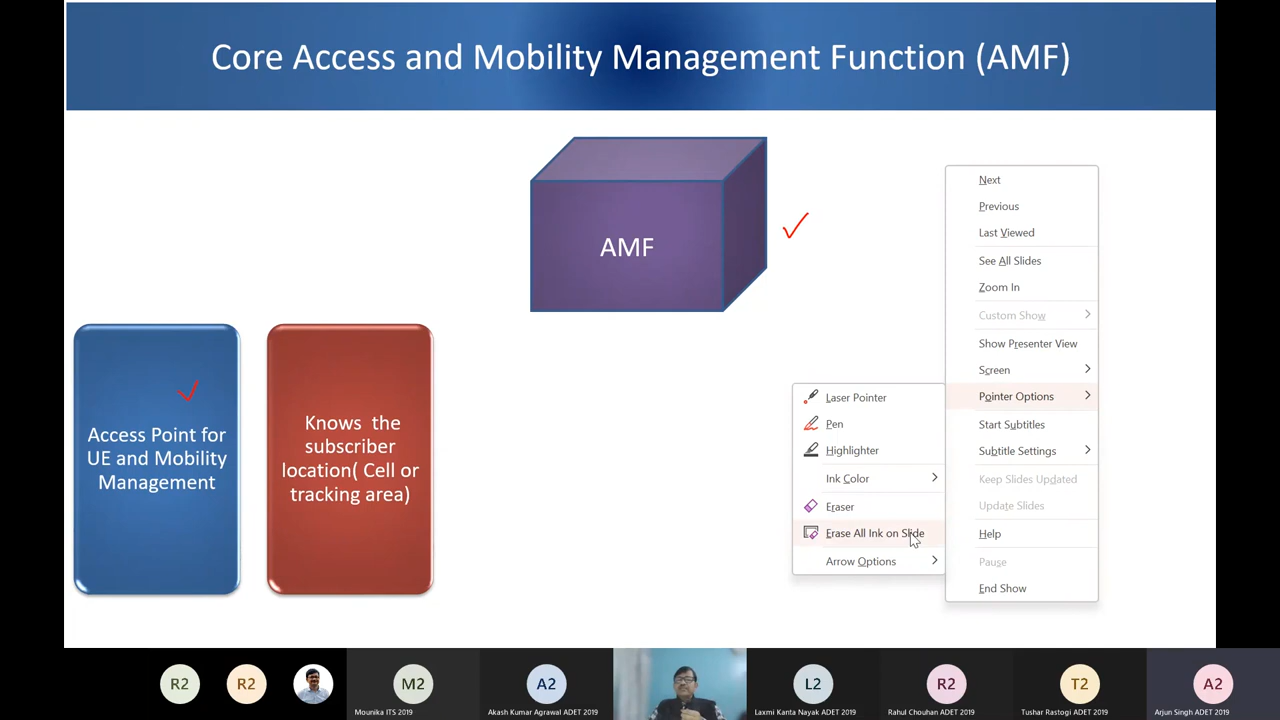 Core Access and Mobility Management Function (AMF)
AMF
Access Point for
UE and Mobility
Management
Knows the
subscriber
location( Cell or
tracking area)
Laser Pointer
Pen
Highlighter
Ink Color
Eraser
Erase All Ink on Slide
Arrow Options
Next
Previous
Last Viewed
See All Slides
Zoom In
Custom Show
Show Presenter View
Screen
Pointer Options
Start Subtitles
Subtitle Settings
Keep Slides Updated
Update Slides
Help
Pause
End Show
R2
R2
M2
Mounika ITS 2019
A2
Akash Kumar Agrawal ADET 2019
L2
Laxmi Kanta Nayak ADET 2019
R2
Rahul Chouhan ADET 2019
T2
Tushar Rastogi ADET 2019
A2
Arjun Singh ADET 2019